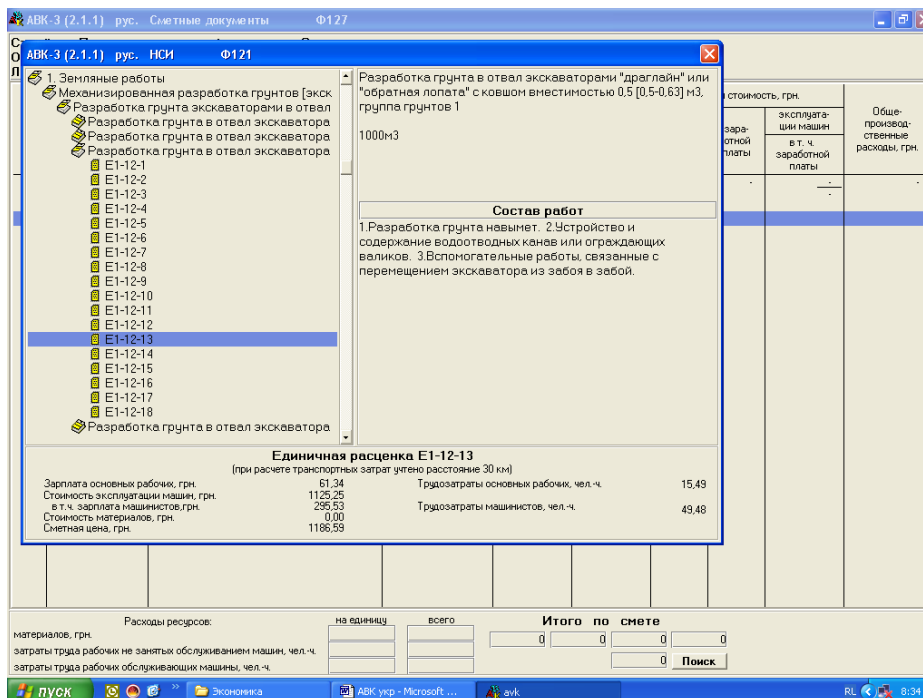 АВК-3 (2.1.1) рус. Сметные документы Ф127
АВК-3 (2.1.1) рус. НСИ Ф121
1. Земляные работы
Механизированная разработка грунтов [экск
Разработка грунта экскаваторами в отвал
Разработка грунта в отвал экскаватора
Разработка грунта в отвал экскаватора
Разработка грунта в отвал экскаватора
Е1-12-1
Е1-12-2
Е1-12-3
Е1-12-4
Е1-12-5
Е1-12-6
Е1-12-7
Е1-12-8
Е1-12-9
Е1-12-10
Е1-12-11
Е1-12-12
Е1-12-13
Е1-12-14
Е1-12-15
Е1-12-16
Е1-12-17
Е1-12-18
Разработка грунта в отвал экскаватора
Разработка грунта в отвал экскаваторами "драглайн" или
"обратная лопата" с ковшом вместимостью 0,5 [0,5-0,63] м3,
группа грунтов 1
1000м3
Состав работ
1.Разработка грунта навымет. 2.Устройство и
содержание водоотводных канав или ограждающих
валиков. 3.Вспомогательные работы, связанные с
перемещением экскаватора из забоя в забой.
Единичная расценка Е1-12-13
(при расчете транспортных затрат учтено расстояние 30 км)
Зарплата основных рабочих, грн. 61,34 Трудозатраты основных рабочих, чел.-ч. 15,49
Стоимость эксплуатации машин, грн. 1125,25
в т.ч. зарплата машинистов,грн. 295,53 Трудозатраты машинистов, чел.-ч. 49,48
Стоимость материалов, грн. 0,00
Сметная цена, грн. 1186,59
стоимость, грн.
эксплуата-
ции машин
в т. ч.
заработной
платы
Обще-
производ-
ственные
расходы, грн.
зара-
отной
платы
Расходы ресурсов: на единицу всего Итого по смете
материалов, грн. 0 0 0 0
затраты труда рабочих не занятых обслуживанием машин, чел.-ч.
затраты труда рабочих обслуживающих машины, чел.-ч. 0 Поиск
пуск » Экономика АВК укр - Microsoft ... avk RL 8:34